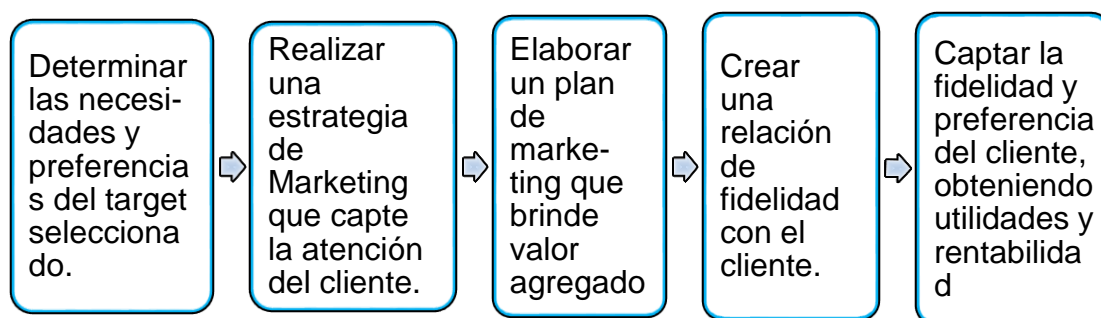 Determinar
las necesi-
dades y
preferencia
s del target
selecciona
do.
Realizar
una
estrategia
de
Marketing
que capte
la atención
del cliente.
Elaborar
un plan
de
marke-
ting que
brinde
valor
agregado
Crear
una
relación
de
fidelidad
con el
cliente.
Captar la
fidelidad y
preferencia
del cliente,
obteniendo
utilidades y
rentabilida
d